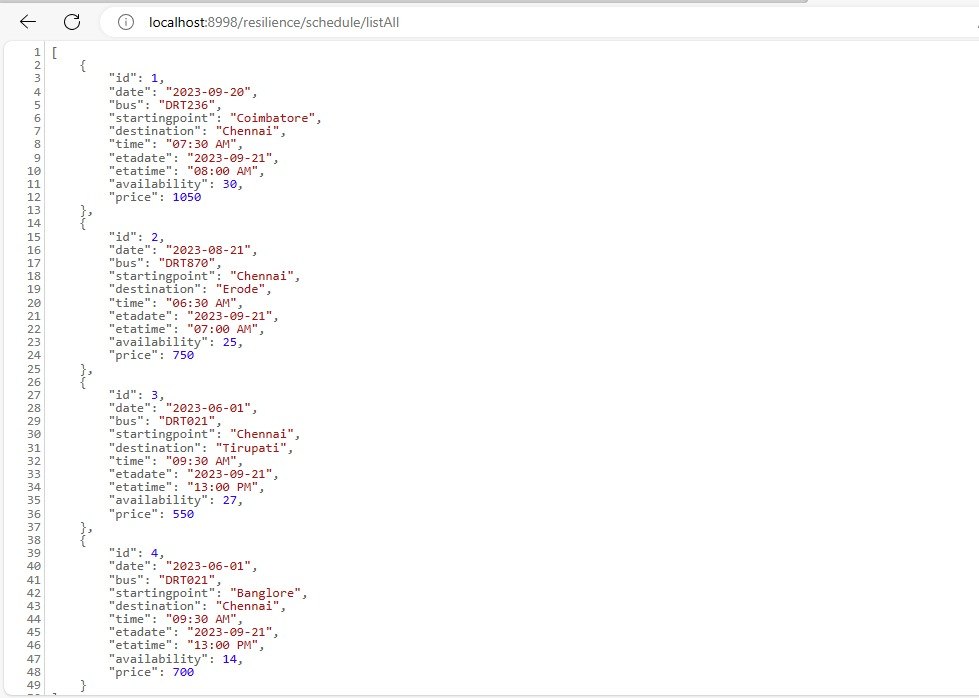 localhost:8998/resilience/schedule/listAll
1 [
2 {
3 "id": 1,
4 "date": "2023-09-20",
5 "bus": "DRT236",
6 "startingpoint": "Coimbatore",
7 "destination": "Chennai",
8 "time": "07:30 AM",
9 "etadate": "2023-09-21",
10 "etatime": "08:00 AM",
11 "availability": 30,
12 "price": 1050
13 },
14 {
15 "id": 2,
16 "date": "2023-08-21",
17 "bus": "DRT870",
18 "startingpoint": "Chennai",
19 "destination": "Erode",
20 "time": "06:30 AM",
21 "etadate": "2023-09-21",
22 "etatime": "07:00 AM",
23 "availability": 25,
24 "price": 750
25 },
26 {
27 "id": 3,
28 "date": "2023-06-01",
29 "bus": "DRT021",
30 "startingpoint": "Chennai",
31 "destination": "Tirupati",
32 "time": "09:30 AM",
33 "etadate": "2023-09-21",
34 "etatime": "13:00 PM",
35 "availability": 27,
36 "price": 550
37 },
38 {
39 "id": 4,
40 "date": "2023-06-01",
41 "bus": "DRT021",
42 "startingpoint": "Banglore",
43 "destination": "Chennai",
44 "time": "09:30 AM",
45 "etadate": "2023-09-21",
46 "etatime": "13:00 PM",
47 "availability": 14,
48 "price": 700
49 }